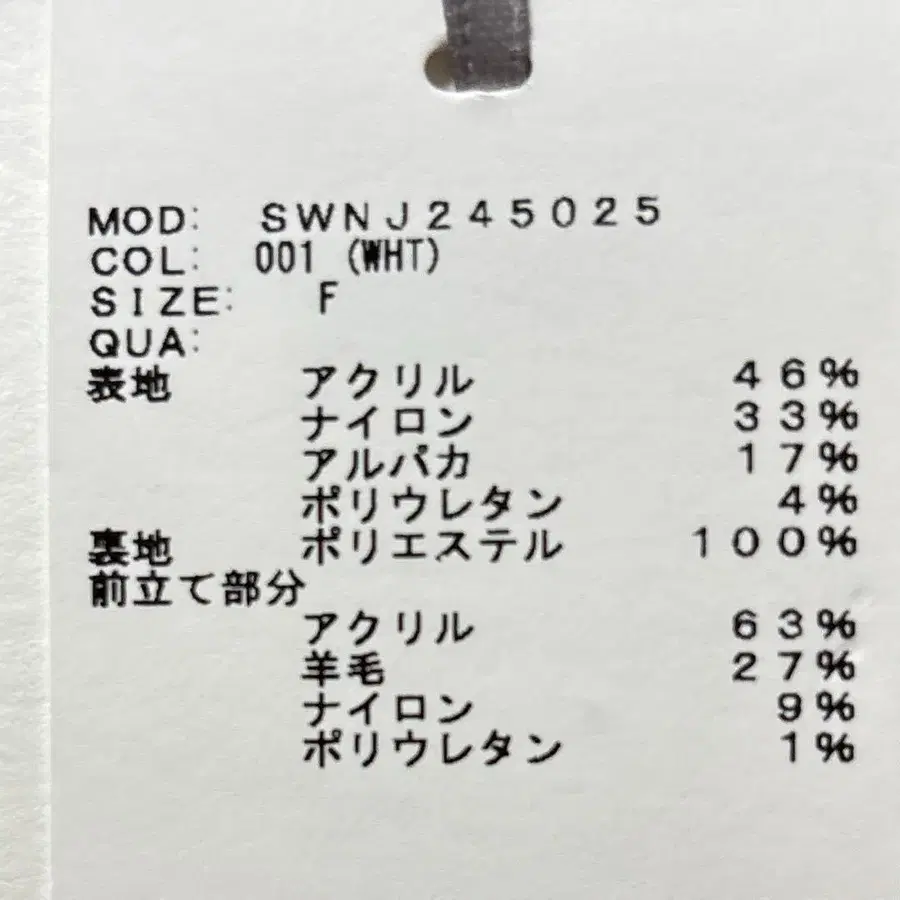 MOD: SWNJ245025
COL: 001 (WHT)
SIZE: F
QUA:
表地 アクリル 46%
ナイロン 33%
アルパカ 17%
ポリウレタン 4%
裏地 ポリエステル 100%
前立て部分
アクリル 63%
羊毛 27%
ナイロン 9%
ポリウレタン 1%